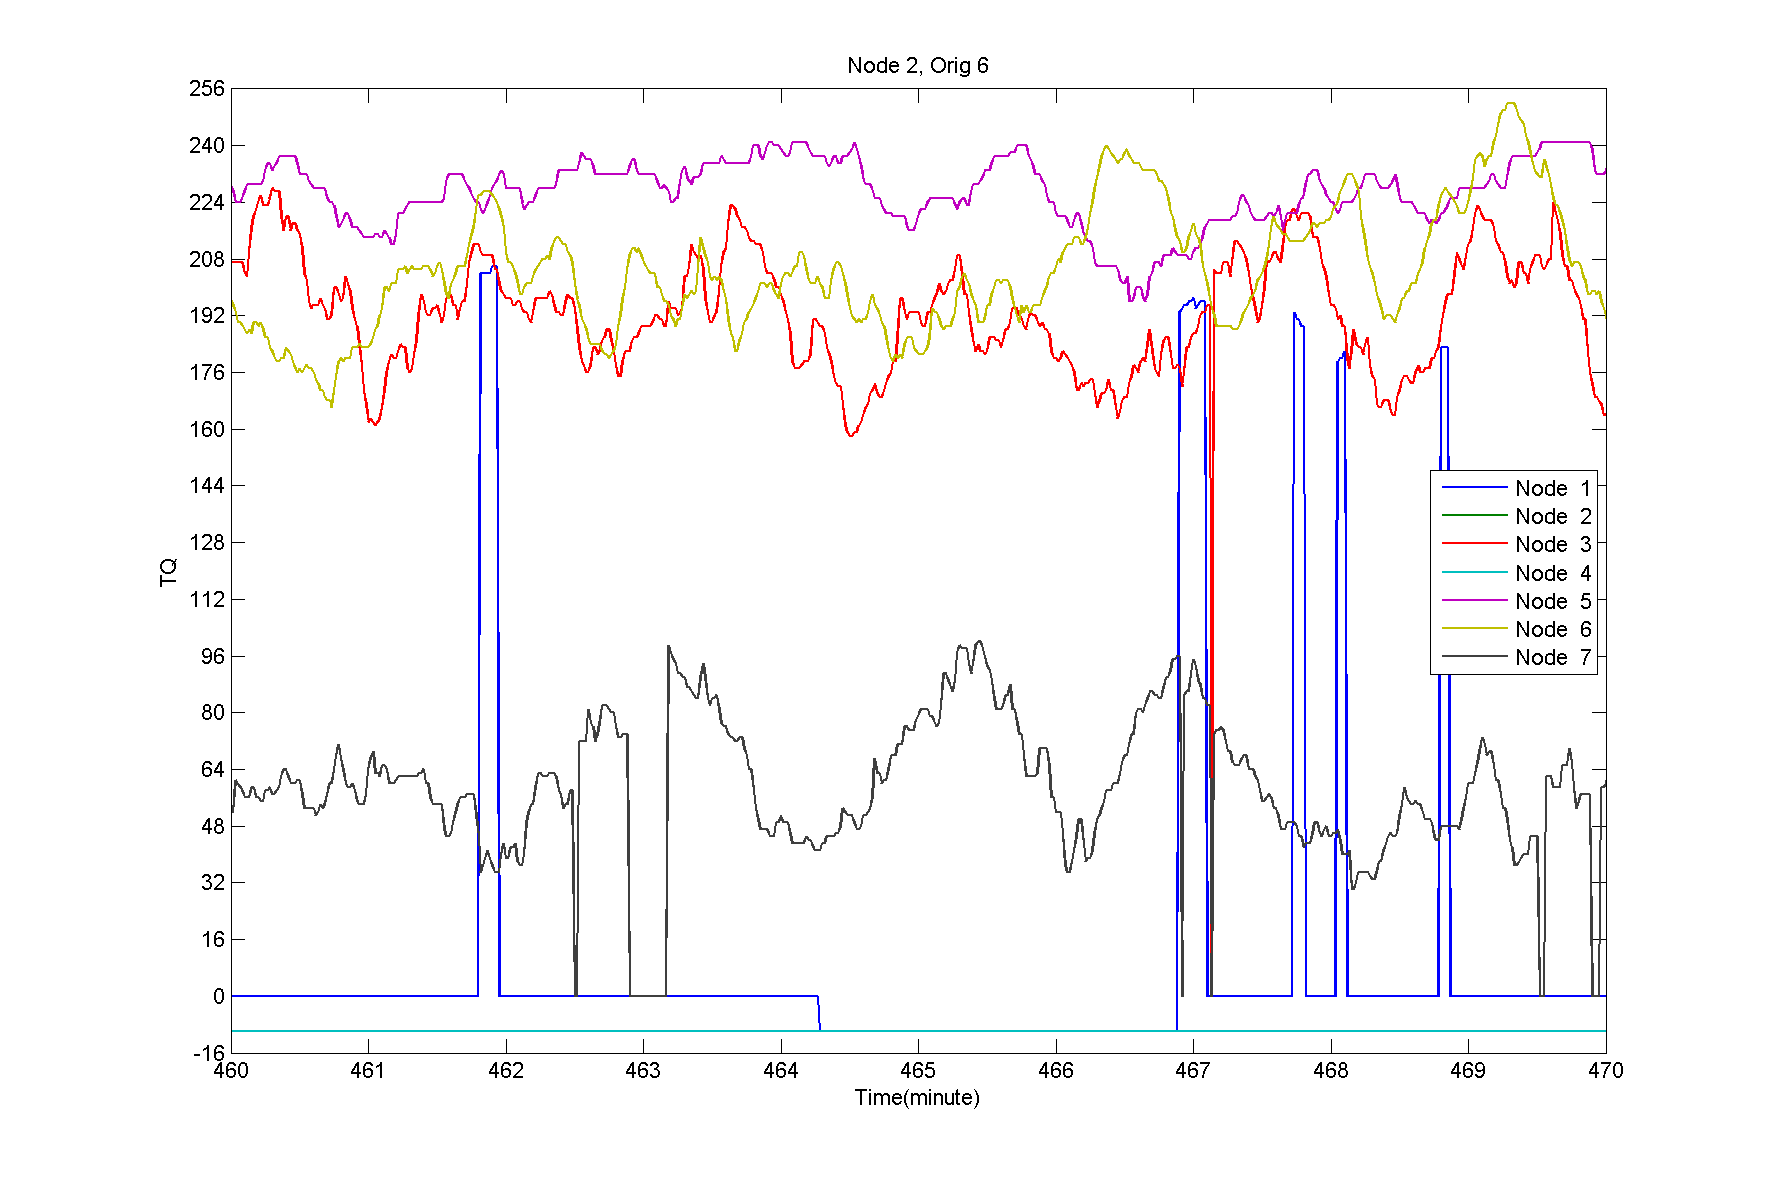 Node 2, Orig 6
256
240
224
208
192
176
160
144
128
112
96
80
64
48
32
16
0
-16
TQ
Node 1
Node 2
Node 3
Node 4
Node 5
Node 6
Node 7
460 461 462 463 464 465 466 467 468 469 470
Time(minute)